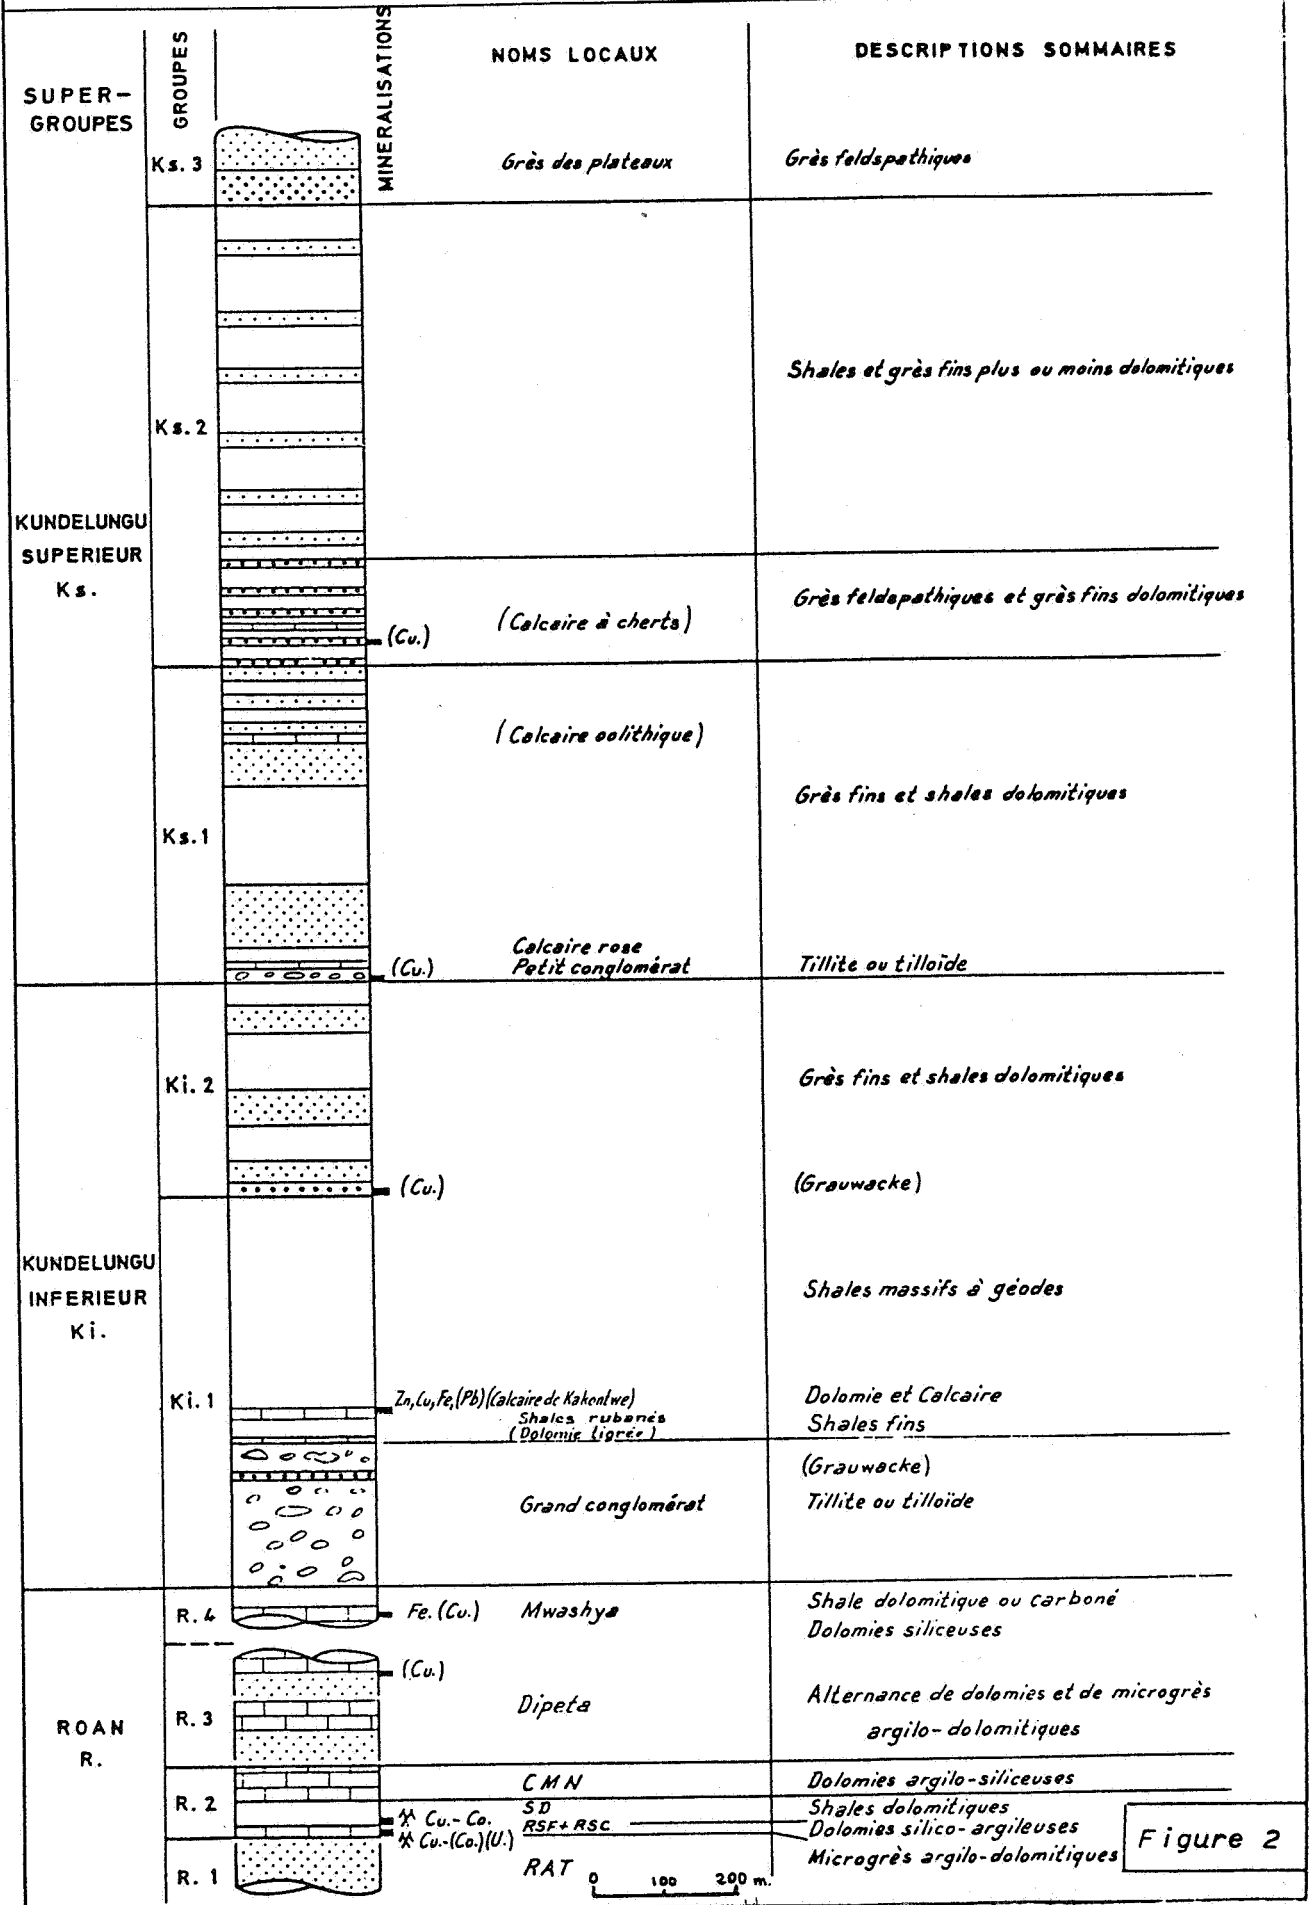 SUPER-
GROUPES
GROUPES
MINERALISATIONS
NOMS LOCAUX
DESCRIPTIONS SOMMAIRES
Ks. 3
Grès des plateaux
Grès feldspathiques
Ks. 2
Shales et grès fins plus ou moins dolomitiques
KUNDELUNGU
SUPERIEUR
Ks.
(Cu.)
(Calcaire à cherts)
Grès feldspathiques et grès fins dolomitiques
(Calcaire oolithique)
Ks. 1
Grès fins et shales dolomitiques
Calcaire rose
(Cu.)
Petit conglomérat
Tillite ou tilloïde
Ki. 2
Grès fins et shales dolomitiques
(Cu.)
(Grauwacke)
KUNDELUNGU
INFERIEUR
Ki.
Shales massifs à géodes
Ki. 1
Zn, Cu, Fe, (Pb) (Calcaire de Kakontwe)
Dolomie et Calcaire
Shales rubanés
Shales fins
(Dolomie tigrée)
(Grauwacke)
Grand conglomérat
Tillite ou tilloïde
R. 4
Fe. (Cu.)
Mwashya
Shale dolomitique ou carboné
Dolomies siliceuses
(Cu.)
ROAN
R.
R. 3
Dipeta
Alternance de dolomies et de microgrès
argilo-dolomitiques
R. 2
CMN
Dolomies argilo-siliceuses
SD
Shales dolomitiques
Cu.-Co.
RSF+RSC
Dolomies silico-argileuses
Cu.-(Co.)(U.)
R. 1
RAT
Microgrès argilo-dolomitiques
0 100 200 m.
Figure 2